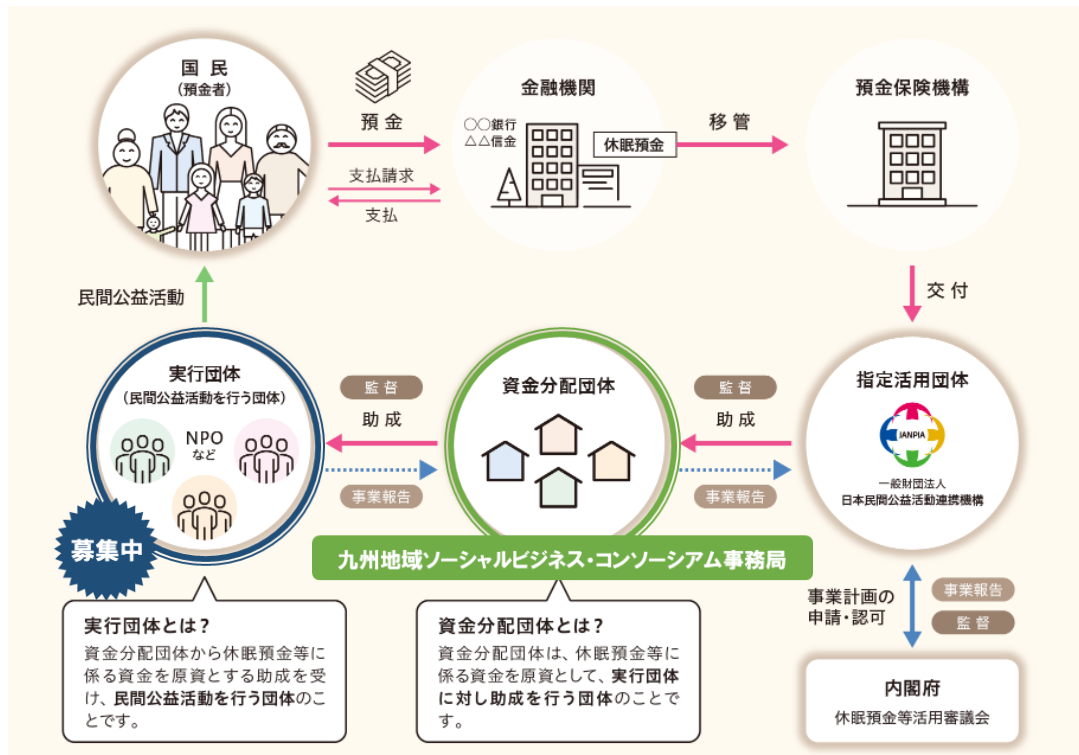 国 民
(預金者)
預 金
支払請求
支払
金融機関
〇〇銀行
△△信金
休眠預金
移 管
預金保険機構
交 付
民間公益活動
実行団体
(民間公益活動を行う団体)
NPO
など
募集中
監 督
助 成
事業報告
資金分配団体
監 督
助 成
事業報告
指定活用団体
JANPIA
一般財団法人
日本民間公益活動連携機構
九州地域ソーシャルビジネス・コンソーシアム事務局
実行団体とは?
資金分配団体から休眠預金等に
係る資金を原資とする助成を受
け、民間公益活動を行う団体のこ
とです。
資金分配団体とは?
資金分配団体は、休眠預金等に
係る資金を原資として、実行団体
に対し助成を行う団体のことで
す。
事業計画の
申請・認可
事業報告
監 督
内閣府
休眠預金等活用審議会